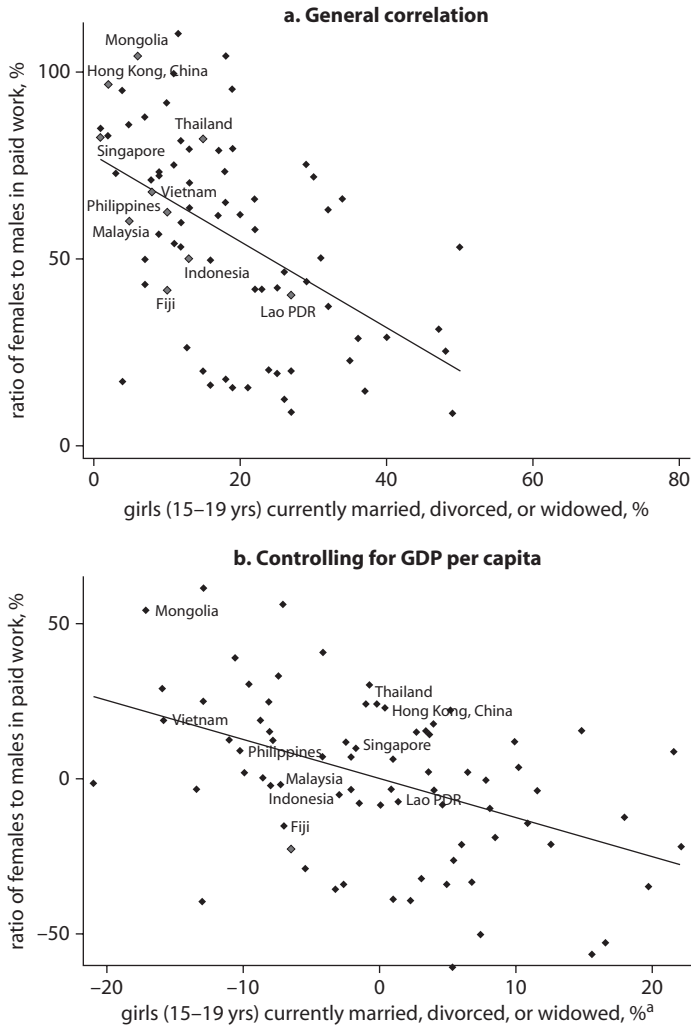 a. General correlation
ratio of females to males in paid work, %
100
50
0
Mongolia
Hong Kong, China
Thailand
Singapore
Vietnam
Philippines
Malaysia
Indonesia
Fiji
Lao PDR
0 20 40 60 80
girls (15–19 yrs) currently married, divorced, or widowed, %
b. Controlling for GDP per capita
ratio of females to males in paid work, %
50
0
−50
Mongolia
Thailand
Hong Kong, China
Vietnam
Singapore
Philippines
Malaysia
Indonesia
Lao PDR
Fiji
−20 −10 0 10 20
girls (15–19 yrs) currently married, divorced, or widowed, %a